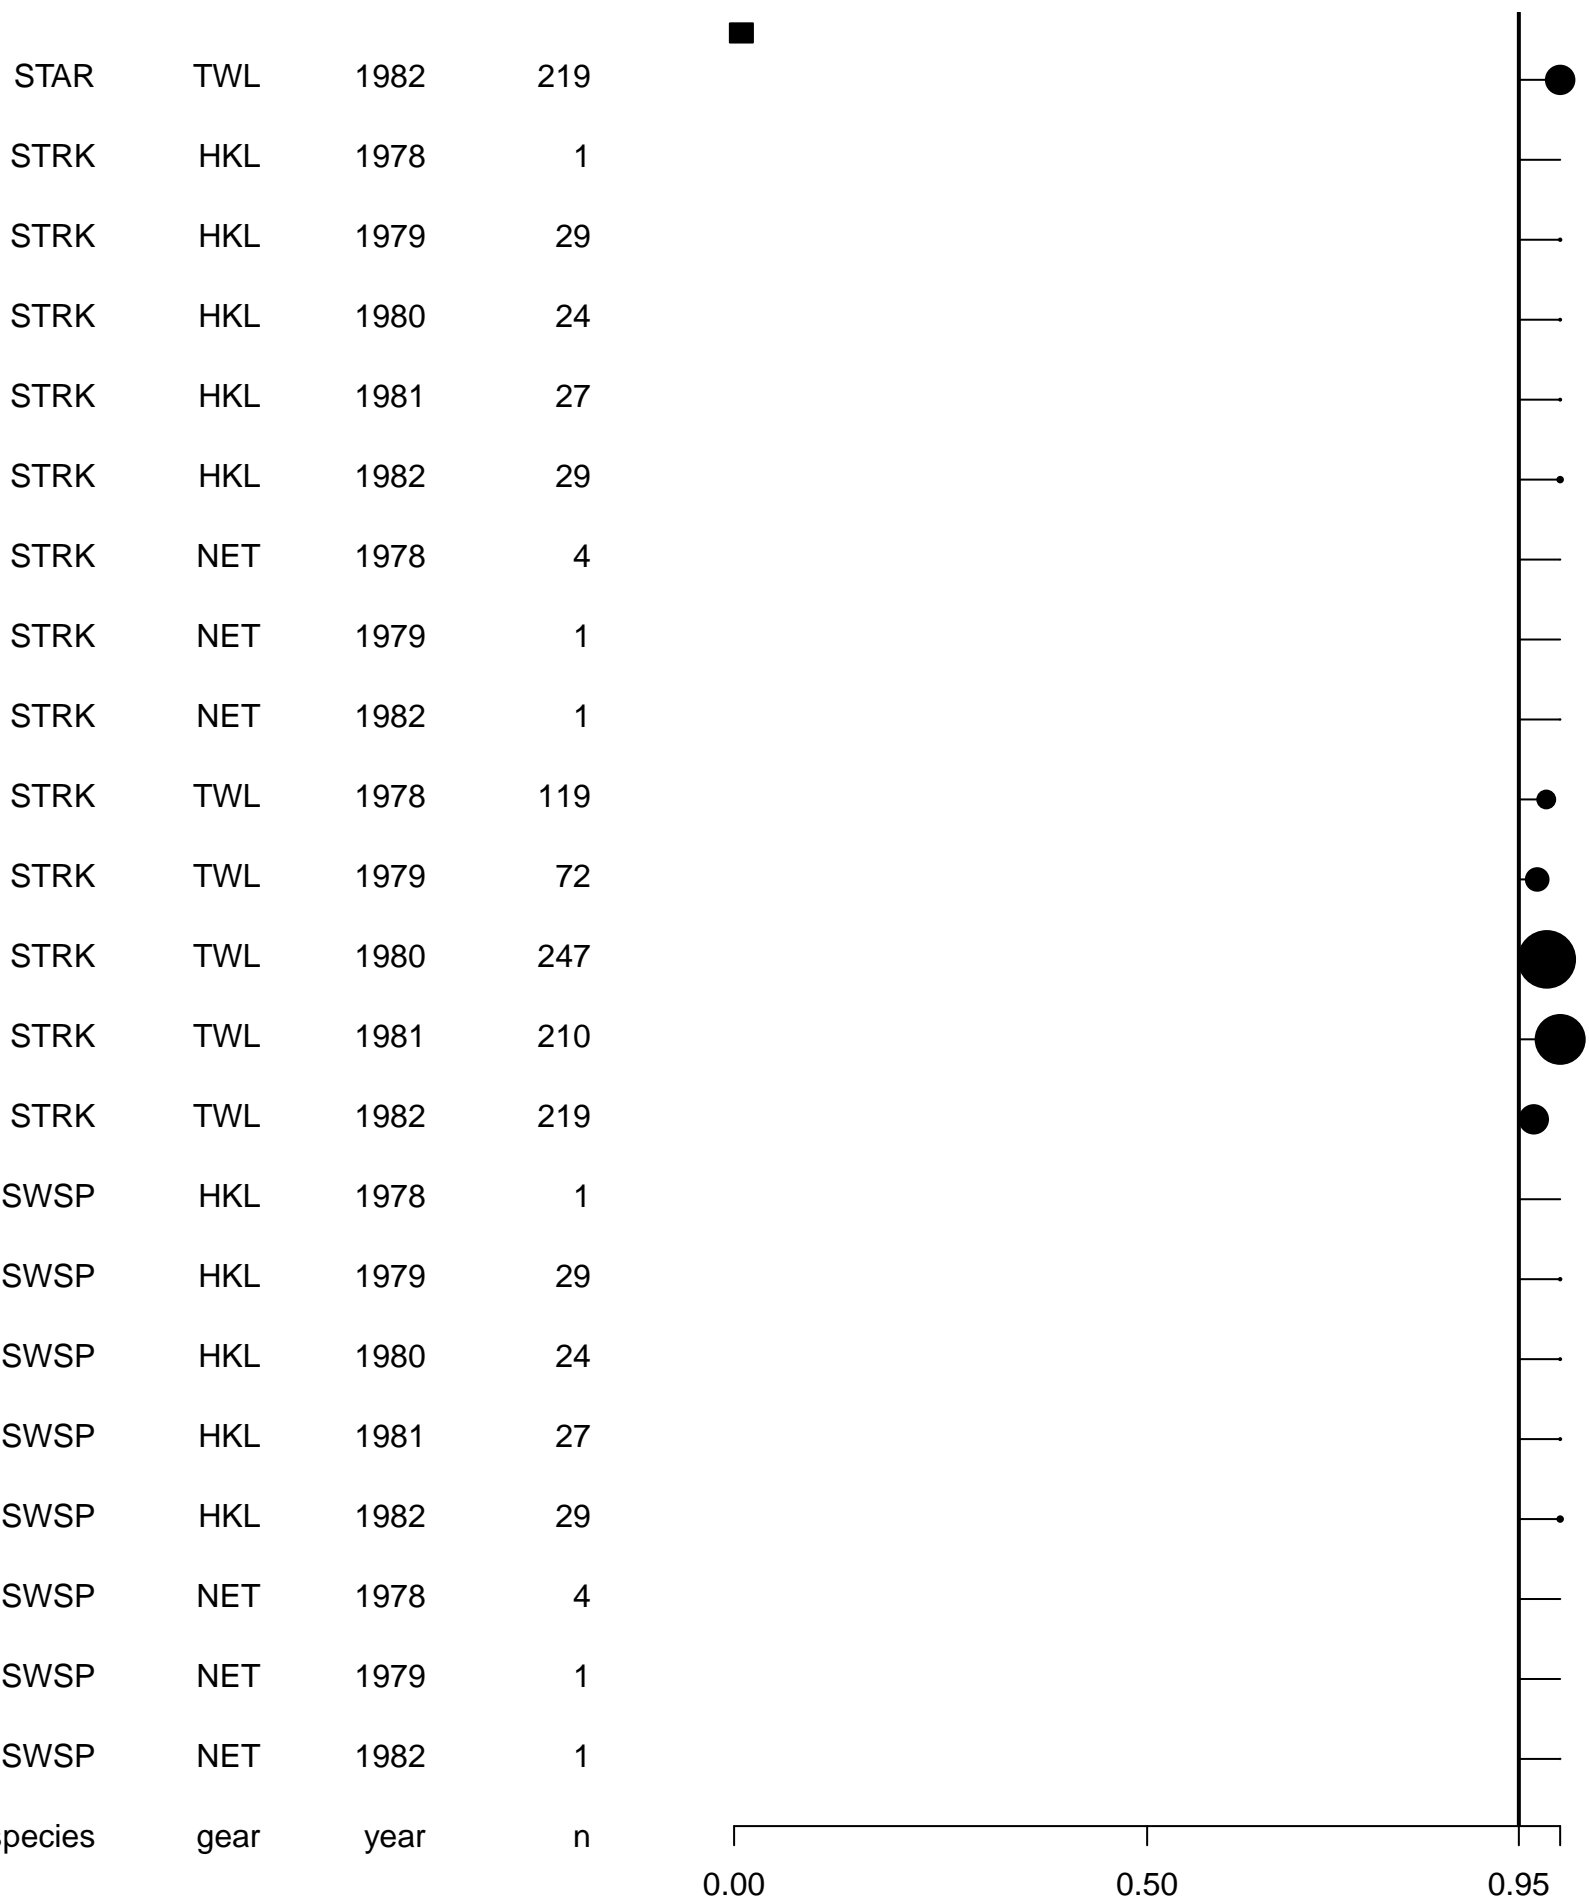 STAR TWL 1982 219
STRK HKL 1978 1
STRK HKL 1979 29
STRK HKL 1980 24
STRK HKL 1981 27
STRK HKL 1982 29
STRK NET 1978 4
STRK NET 1979 1
STRK NET 1982 1
STRK TWL 1978 119
STRK TWL 1979 72
STRK TWL 1980 247
STRK TWL 1981 210
STRK TWL 1982 219
SWSP HKL 1978 1
SWSP HKL 1979 29
SWSP HKL 1980 24
SWSP HKL 1981 27
SWSP HKL 1982 29
SWSP NET 1978 4
SWSP NET 1979 1
SWSP NET 1982 1
species gear year n
0.00 0.50 0.95